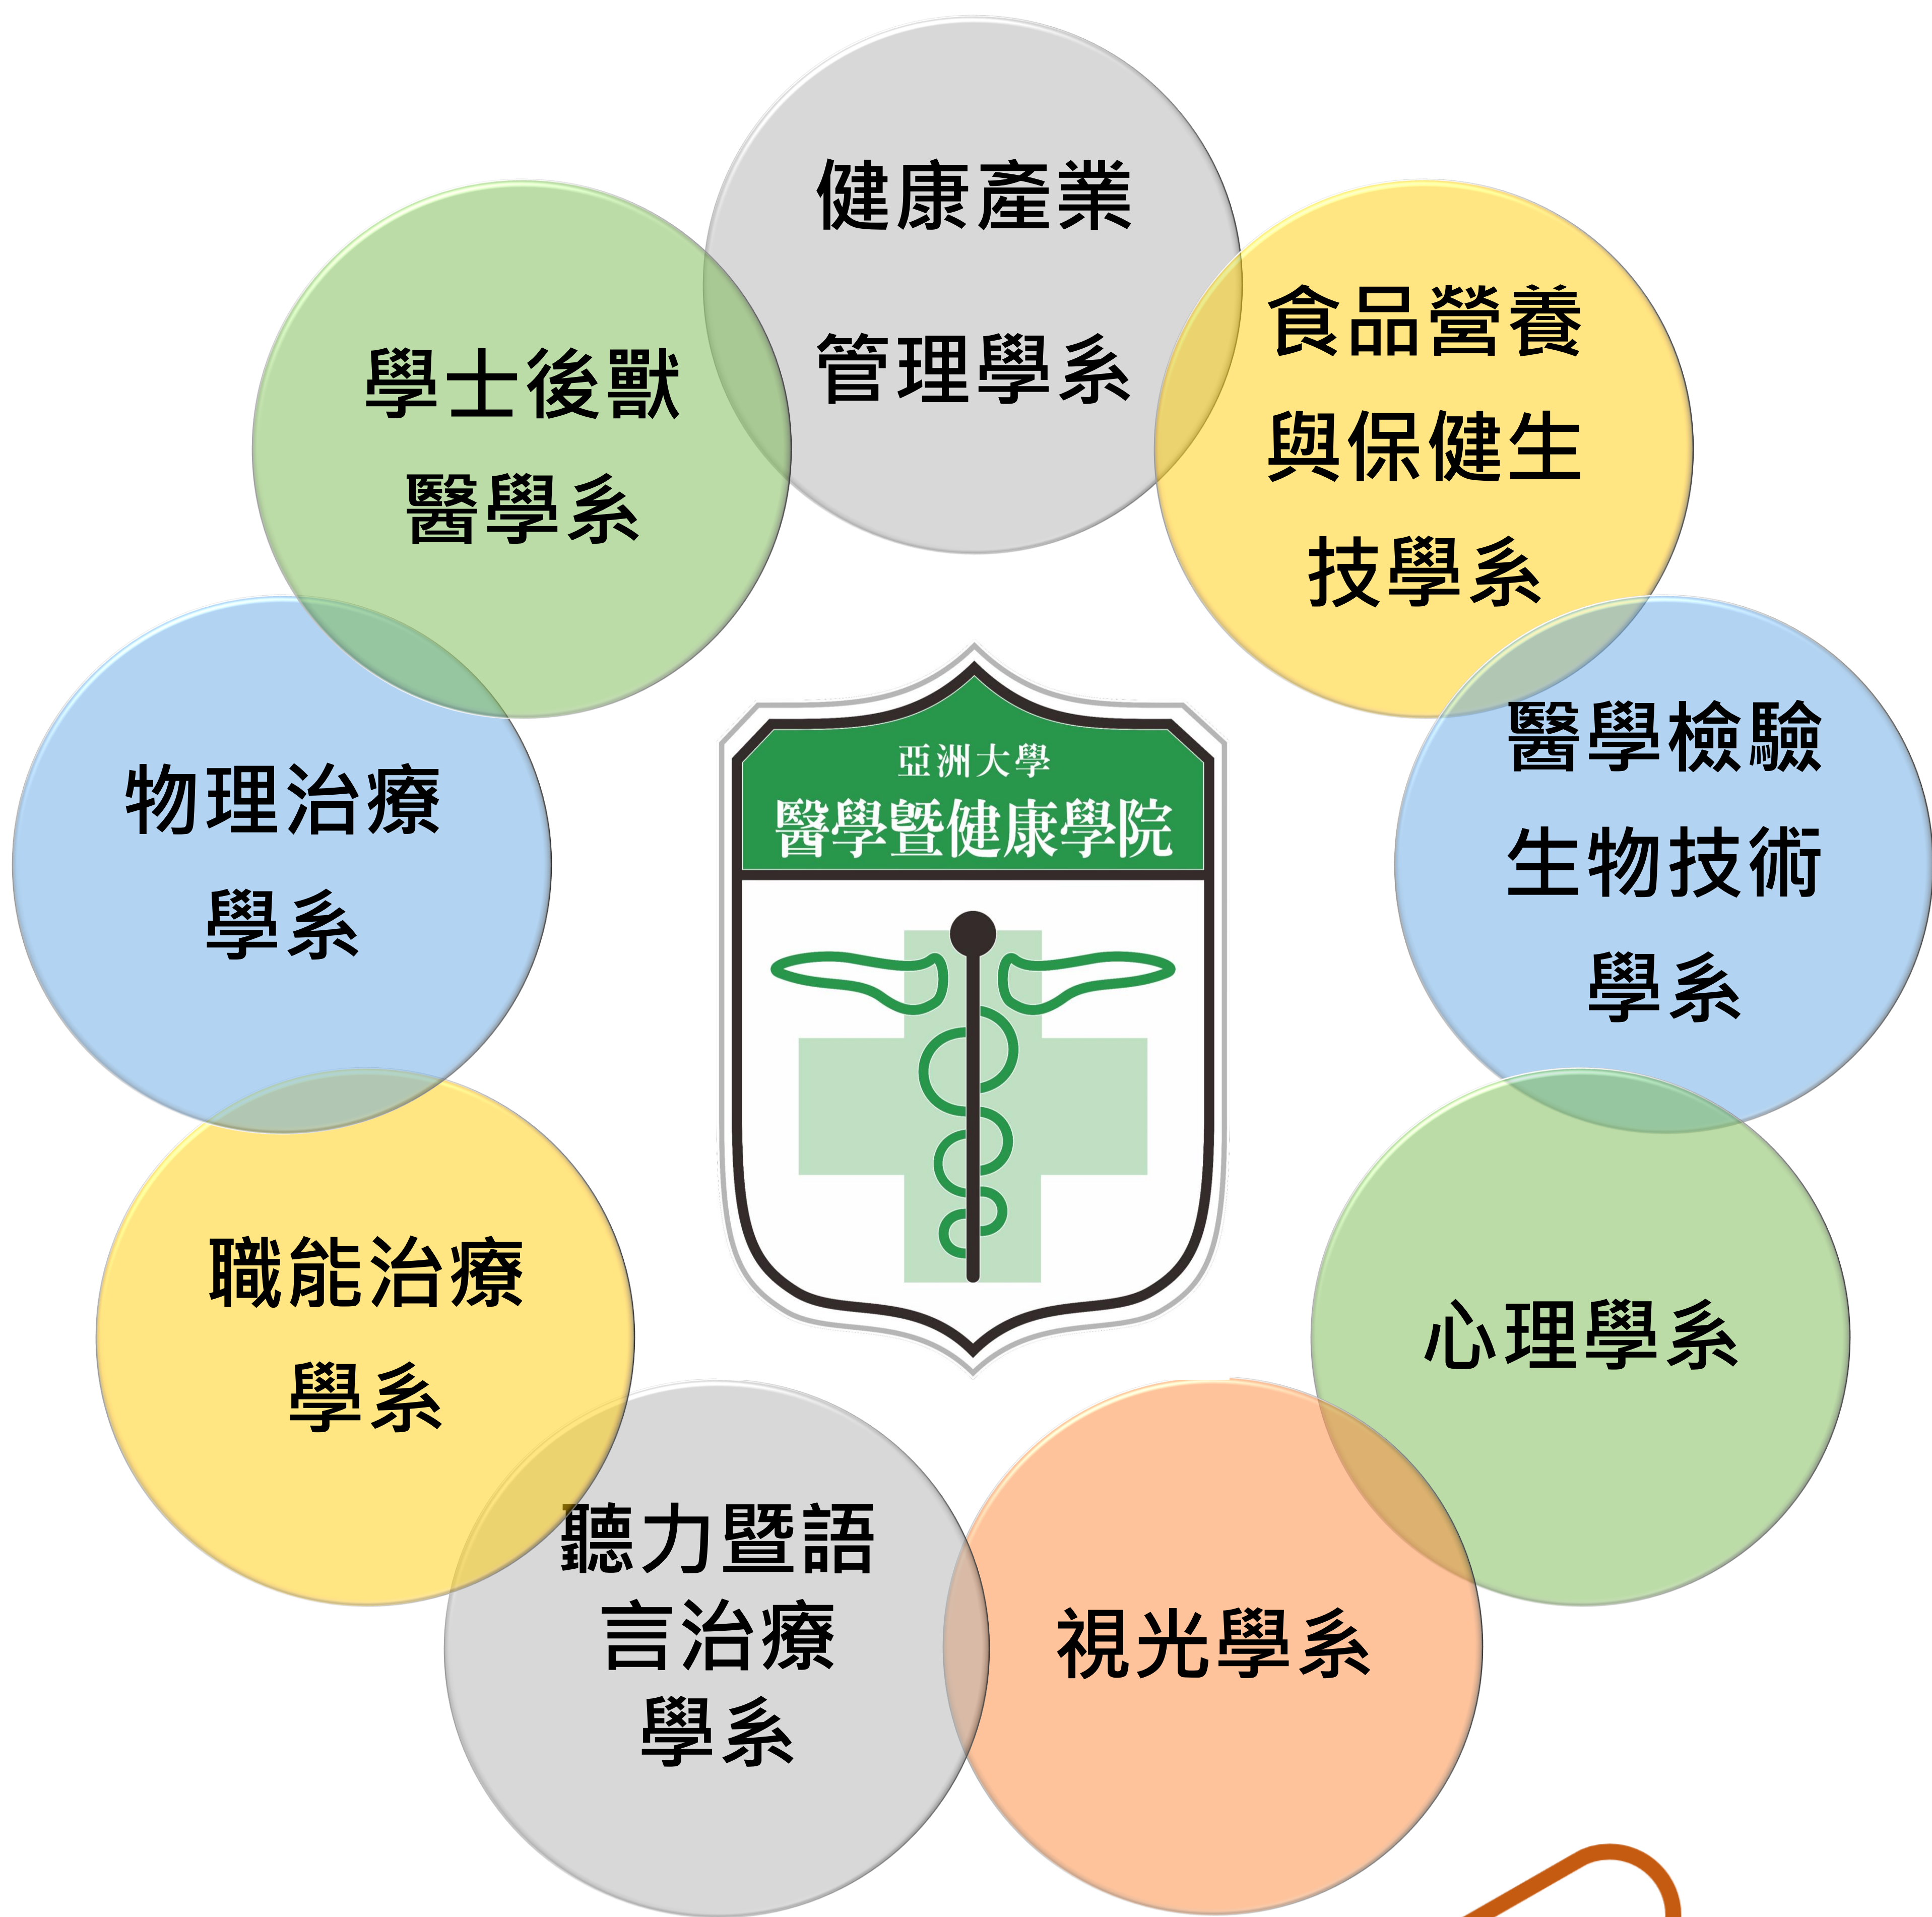 健康產業
管理學系
食品營養
與保健生
技學系
醫學檢驗
生物技術
學系
心理學系
視光學系
聽力暨語
言治療
學系
職能治療
學系
物理治療
學系
學士後獸
醫學系
亞洲大學
醫學暨健康學院